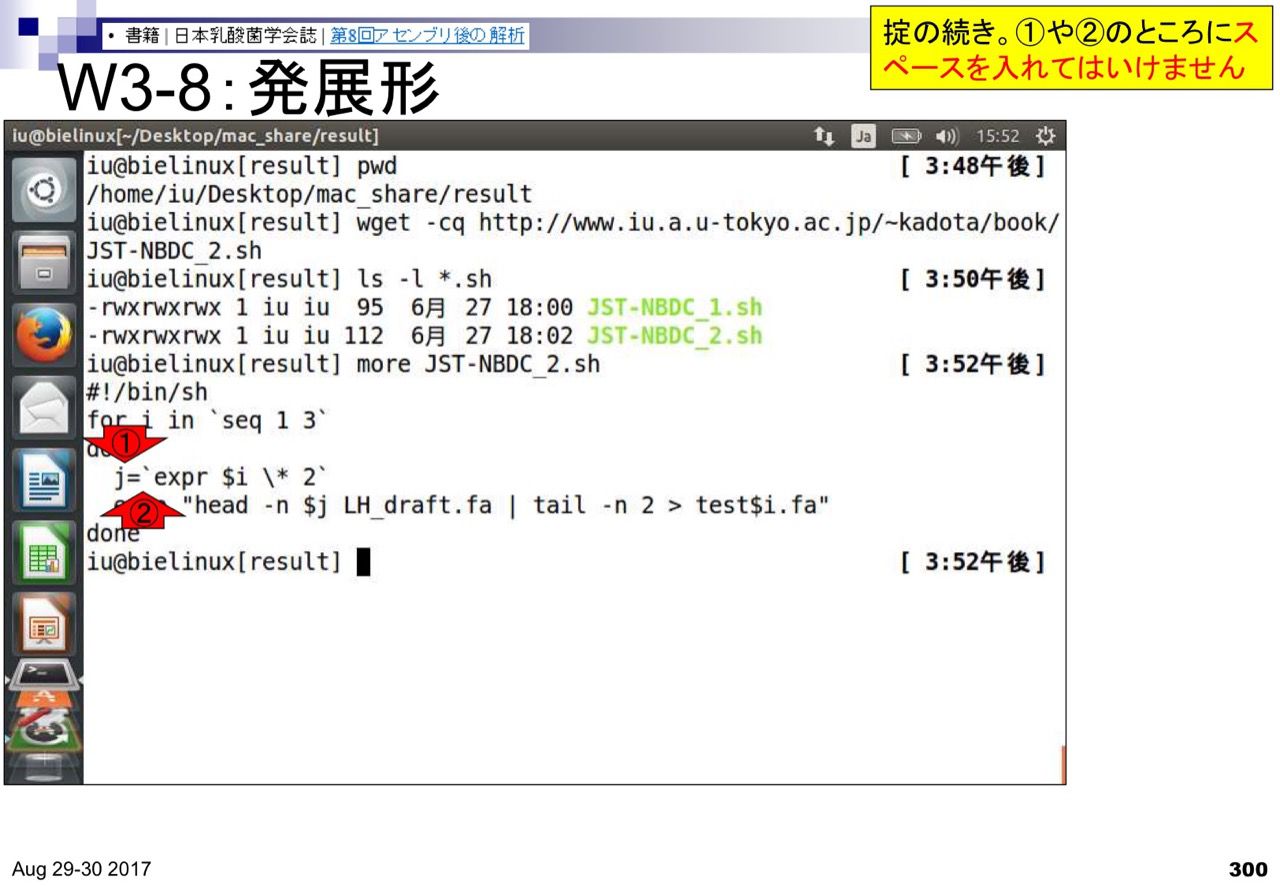 • 書籍 | 日本乳酸菌学会誌 | 第8回アセンブリ後の解析
掟の続き。①や②のところにス
ペースを入れてはいけません
W3-8：発展形
iu@bielinux[~/Desktop/mac_share/result] Ja 15:52
iu@bielinux[result] pwd [ 3:48午後]
/home/iu/Desktop/mac_share/result
iu@bielinux[result] wget -cq http://www.iu.a.u-tokyo.ac.jp/~kadota/book/
JST-NBDC_2.sh
iu@bielinux[result] ls -l *.sh [ 3:50午後]
-rwxrwxrwx 1 iu iu  95  6月 27 18:00 JST-NBDC_1.sh
-rwxrwxrwx 1 iu iu 112  6月 27 18:02 JST-NBDC_2.sh
iu@bielinux[result] more JST-NBDC_2.sh [ 3:52午後]
#!/bin/sh
for i in `seq 1 3`
①
j=`expr $i \* 2`
② "head -n $j LH_draft.fa | tail -n 2 > test$i.fa"
done
iu@bielinux[result] [ 3:52午後]
Aug 29-30 2017
300